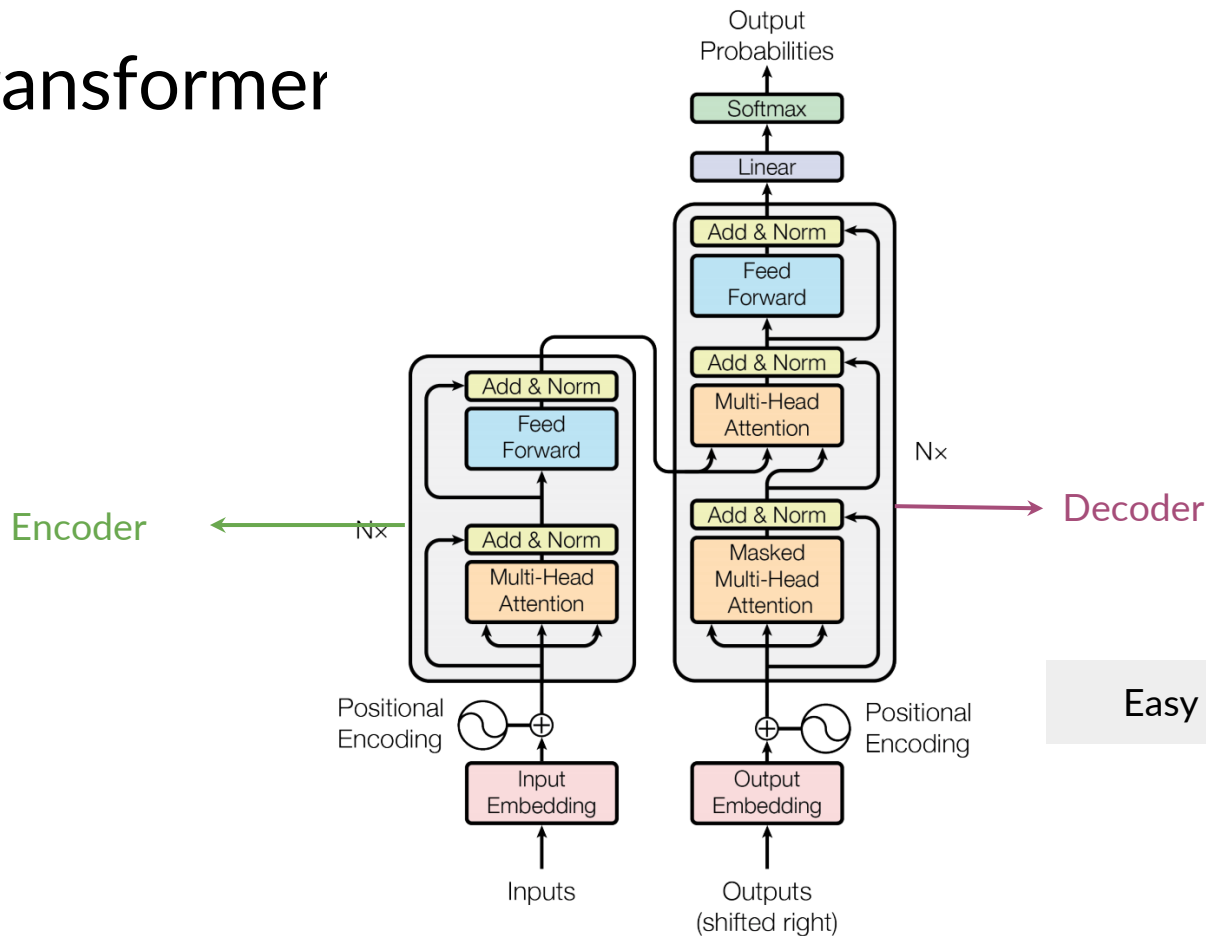 ansformer
Output
Probabilities
Softmax
Linear
Add & Norm
Feed
Forward
Add & Norm
Multi-Head
Attention
Nx
Add & Norm
Masked
Multi-Head
Attention
Decoder
Add & Norm
Feed
Forward
Encoder
Nx
Add & Norm
Multi-Head
Attention
Positional
Encoding
Positional
Encoding
Easy
Input
Embedding
Output
Embedding
Inputs
Outputs
(shifted right)